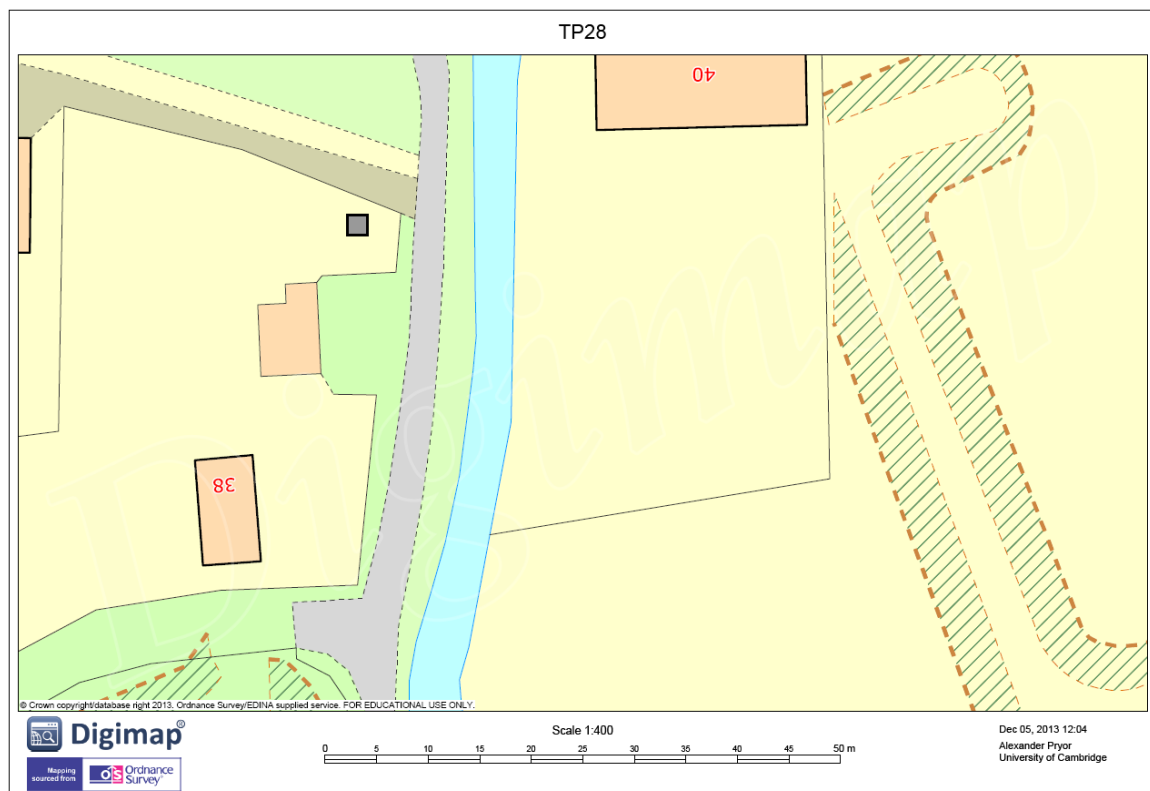 TP28
40
38
Digimap
© Crown copyright/database right 2013. Ordnance Survey/EDINA supplied service. FOR EDUCATIONAL USE ONLY.
Digimap®
Mapping
sourced from
OS Ordnance
Survey®
Scale 1:400
0 5 10 15 20 25 30 35 40 45 50 m
Dec 05, 2013 12:04
Alexander Pryor
University of Cambridge